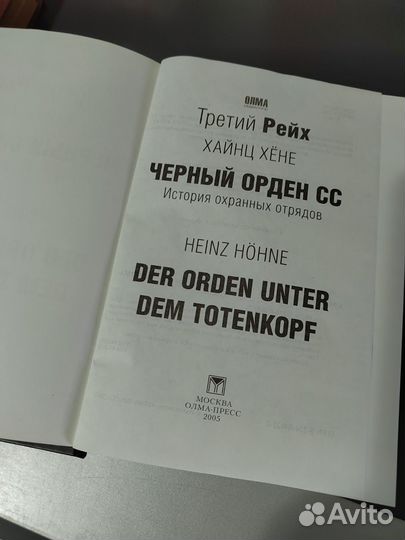 ОЛМА
Третий Рейх
ХАЙНЦ ХЁНЕ
ЧЕРНЫЙ ОРДЕН СС
История охранных отрядов
HEINZ HÖHNE
DER ORDEN UNTER
DEM TOTENKOPF
МОСКВА
ОЛМА-ПРЕСС
2005
Avito